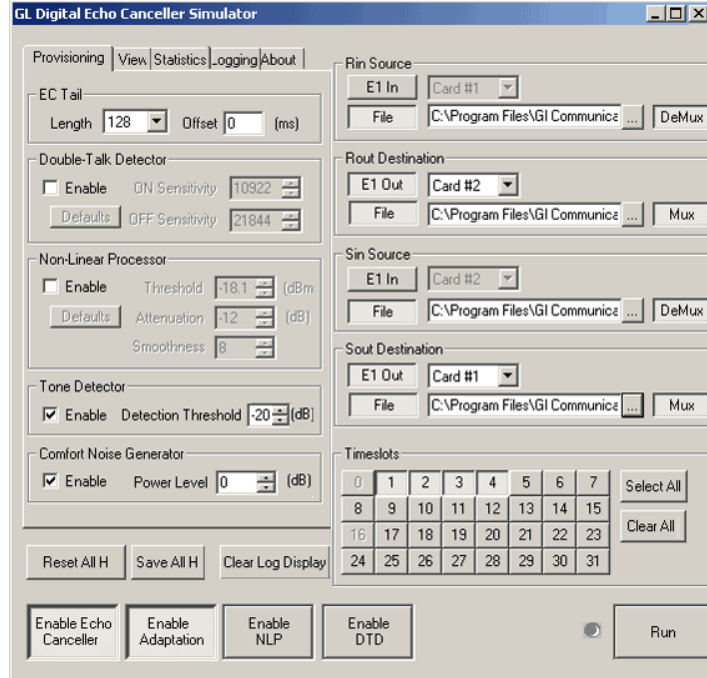 GL Digital Echo Canceller Simulator
Provisioning View Statistics Logging About
EC Tail
Length 128 Offset 0 (ms)
Double-Talk Detector
Enable ON Sensitivity 10922
Defaults OFF Sensitivity 21844
Non-Linear Processor
Enable Threshold -18.1 (dBm
Defaults Attenuation -12 (dB)
Smoothness 8
Tone Detector
Enable Detection Threshold -20 (dB)
Comfort Noise Generator
Enable Power Level 0 (dB)
Reset All H Save All H Clear Log Display
Rin Source
E1 In Card #1
File C:\Program Files\Gl Communica ... DeMux
Rout Destination
E1 Out Card #2
File C:\Program Files\Gl Communica ... Mux
Sin Source
E1 In Card #2
File C:\Program Files\Gl Communica ... DeMux
Sout Destination
E1 Out Card #1
File C:\Program Files\Gl Communica ... Mux
Timeslots
0 1 2 3 4 5 6 7
8 9 10 11 12 13 14 15
16 17 18 19 20 21 22 23
24 25 26 27 28 29 30 31
Select All
Clear All
Enable Echo
Canceller
Enable
Adaptation
Enable
NLP
Enable
DTD
Run